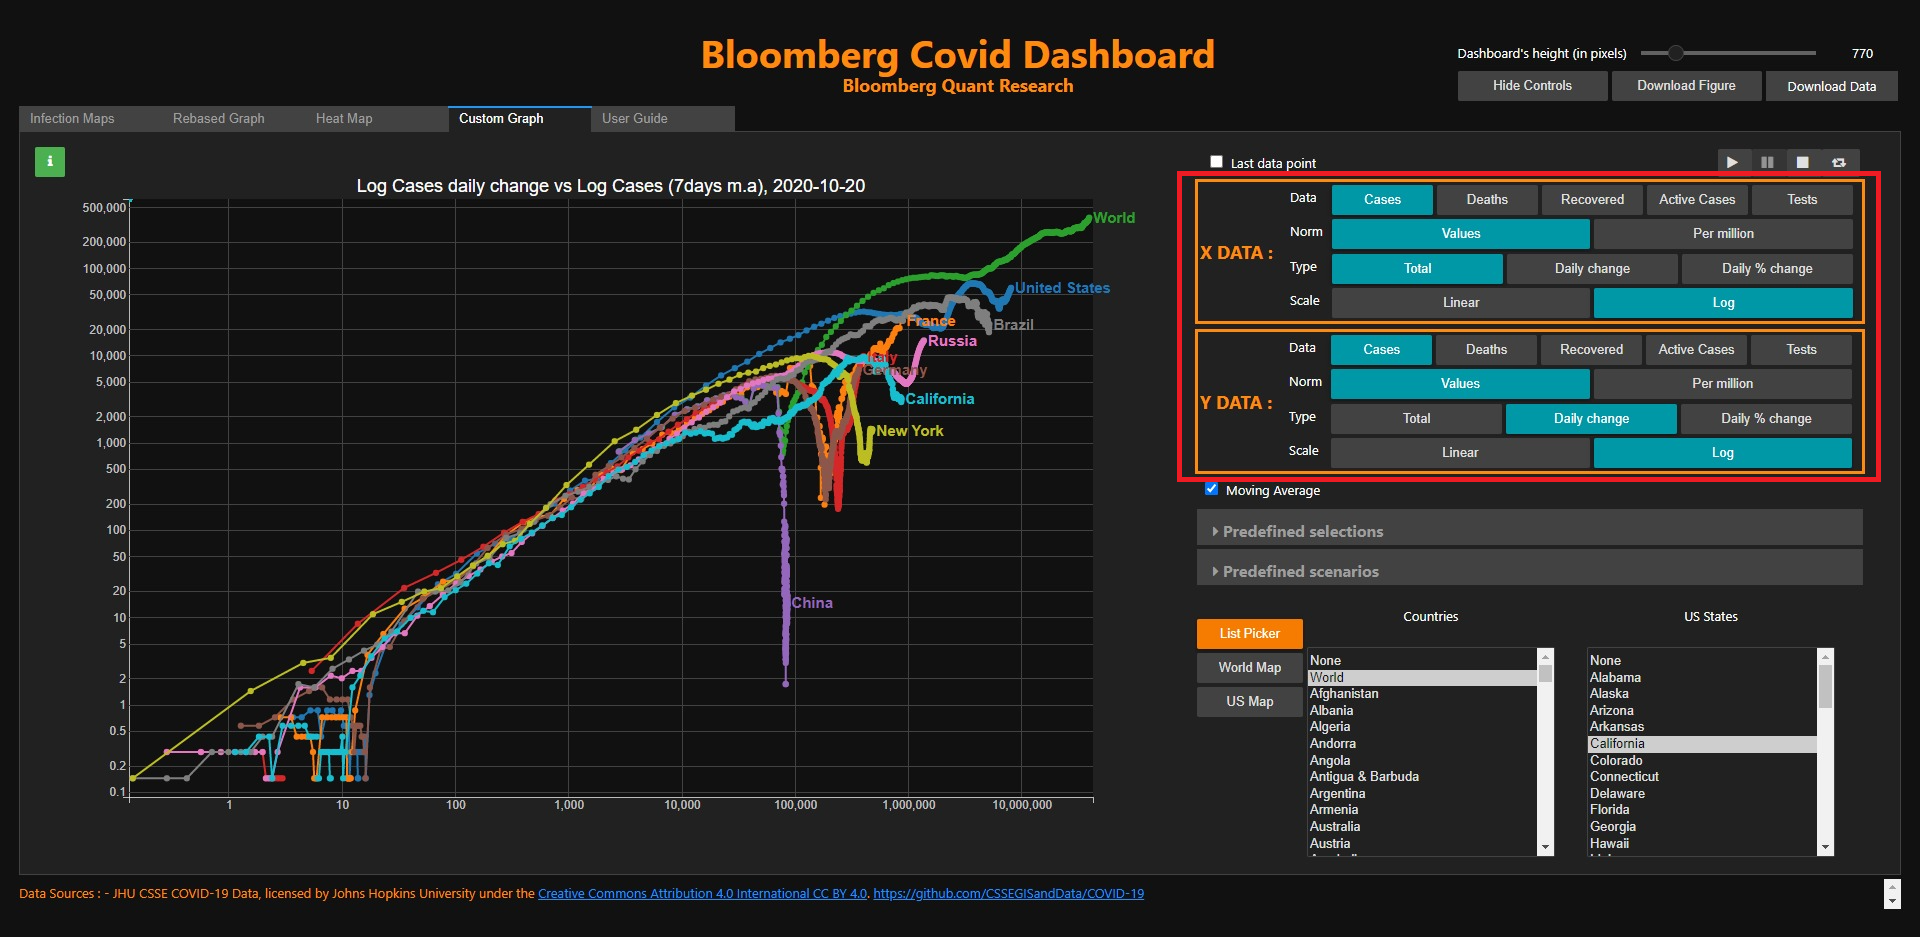 Bloomberg Covid Dashboard
Bloomberg Quant Research
Dashboard's height (in pixels) 770
Hide Controls Download Figure Download Data
Infection Maps Rebased Graph Heat Map Custom Graph User Guide
i
Log Cases daily change vs Log Cases (7days m.a), 2020-10-20
500,000
200,000
100,000
50,000
20,000
10,000
5,000
2,000
1,000
500
200
100
50
20
10
5
2
1
0.5
0.2
0.1
1 10 100 1,000 10,000 100,000 1,000,000 10,000,000
World
United States
France
Brazil
Russia
Italy
Germany
California
New York
China
Last data point
X DATA :
Data Cases Deaths Recovered Active Cases Tests
Norm Values Per million
Type Total Daily change Daily % change
Scale Linear Log
Y DATA :
Data Cases Deaths Recovered Active Cases Tests
Norm Values Per million
Type Total Daily change Daily % change
Scale Linear Log
Moving Average
Predefined selections
Predefined scenarios
List Picker
World Map
US Map
Countries
None
World
Afghanistan
Albania
Algeria
Andorra
Angola
Antigua & Barbuda
Argentina
Armenia
Australia
Austria
US States
None
Alabama
Alaska
Arizona
Arkansas
California
Colorado
Connecticut
Delaware
Florida
Georgia
Hawaii
Data Sources : - JHU CSSE COVID-19 Data, licensed by Johns Hopkins University under the Creative Commons Attribution 4.0 International CC BY 4.0. https://github.com/CSSEGISandData/COVID-19